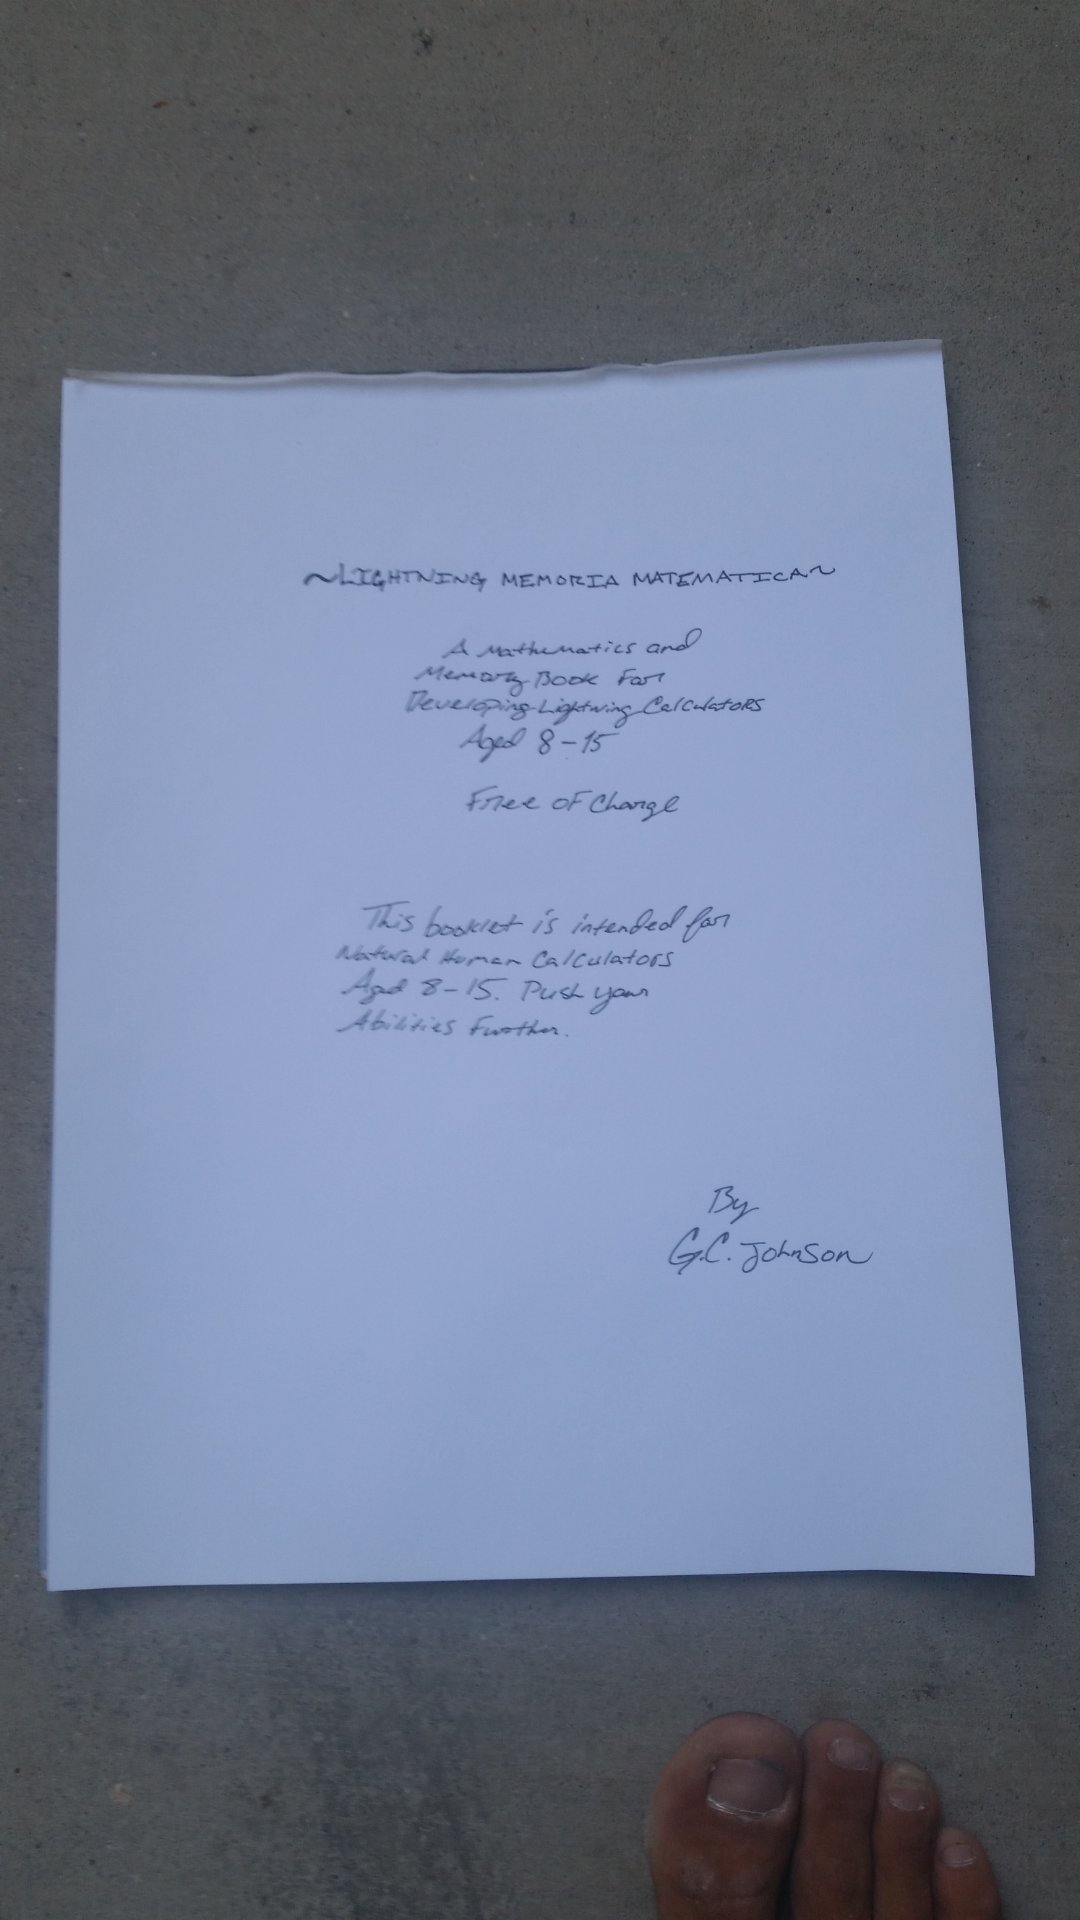 ~LIGHTNING MEMORIA MATEMATICA~
A Mathematics and
Memory Book For
Developing Lightning Calculators
Aged 8-15
Free of Charge
This booklet is intended for
Natural Human Calculators
Aged 8-15. Push your
Abilities Further.
By
G.C. Johnson